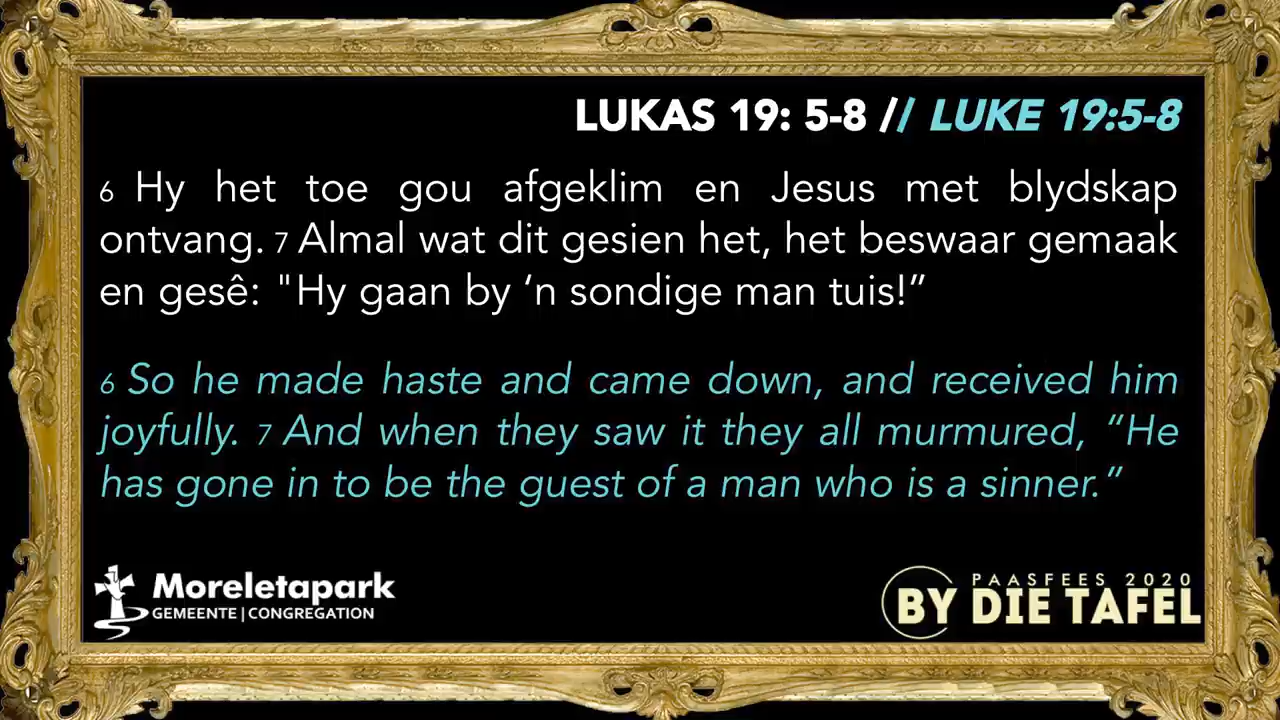 LUKAS 19: 5-8 // LUKE 19:5-8
6 Hy het toe gou afgeklim en Jesus met blydskap
ontvang. 7 Almal wat dit gesien het, het beswaar gemaak
en gesê: "Hy gaan by ‘n sondige man tuis!”
6 So he made haste and came down, and received him
joyfully. 7 And when they saw it they all murmured, “He
has gone in to be the guest of a man who is a sinner.”
Moreletapark
GEMEENTE | CONGREGATION
PAASFEES 2020
BY DIE TAFEL